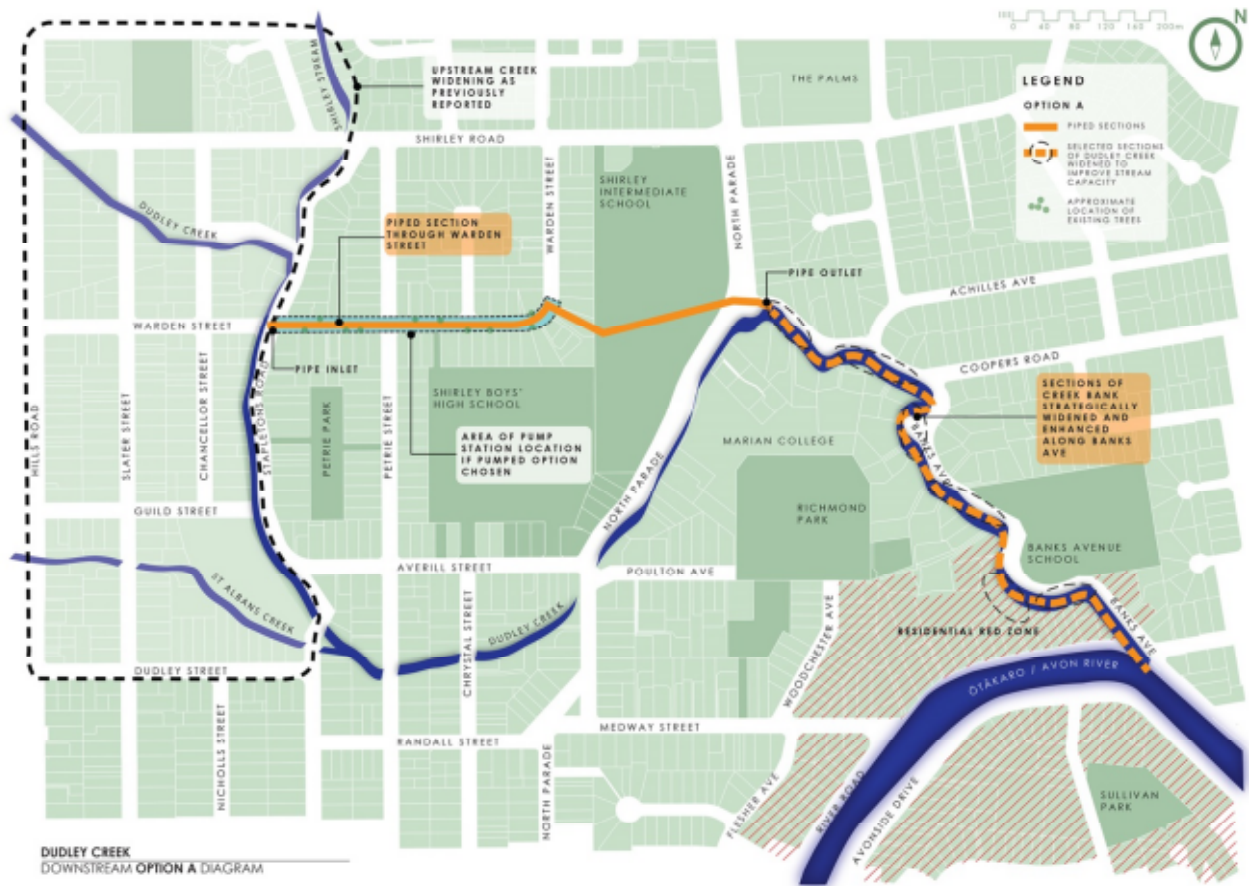 100
0
40
80
120
160
200m
N
LEGEND
OPTION A
PIPED SECTIONS
SELECTED SECTIONS
OF DUDLEY CREEK
WIDENED TO
IMPROVE STREAM
CAPACITY
APPROXIMATE
LOCATION OF
EXISTING TREES
UPSTREAM CREEK
WIDENING AS
PREVIOUSLY
REPORTED
SHIRLEY STREAM
THE PALMS
SHIRLEY ROAD
SHIRLEY
INTERMEDIATE
SCHOOL
WARDEN STREET
NORTH PARADE
DUDLEY CREEK
PIPED SECTION
THROUGH WARDEN
STREET
PIPE OUTLET
ACHILLES AVE
WARDEN STREET
COOPERS ROAD
PIPE INLET
SHIRLEY BOYS'
HIGH SCHOOL
SECTIONS OF
CREEK BANK
STRATEGICALLY
WIDENED AND
ENHANCED
ALONG BANKS
AVE
HILLS ROAD
SLATER STREET
CHANCELLOR STREET
STAPLETONS ROAD
PETRIE PARK
PETRIE STREET
AREA OF PUMP
STATION LOCATION
IF PUMPED OPTION
CHOSEN
MARIAN COLLEGE
BANKS AVE
NORTH PARADE
RICHMOND
PARK
GUILD STREET
BANKS AVENUE
SCHOOL
AVERILL STREET
POULTON AVE
ST ALBANS CREEK
CHRYSTAL STREET
DUDLEY CREEK
WOODCHESTER AVE
RESIDENTIAL RED ZONE
BANKS AVE
DUDLEY STREET
ŌTĀKARO / AVON RIVER
NICHOLLS STREET
RANDALL STREET
NORTH PARADE
MEDWAY STREET
FLESHER AVE
RIVER ROAD
AVONSIDE DRIVE
SULLIVAN
PARK
DUDLEY CREEK
DOWNSTREAM OPTION A DIAGRAM